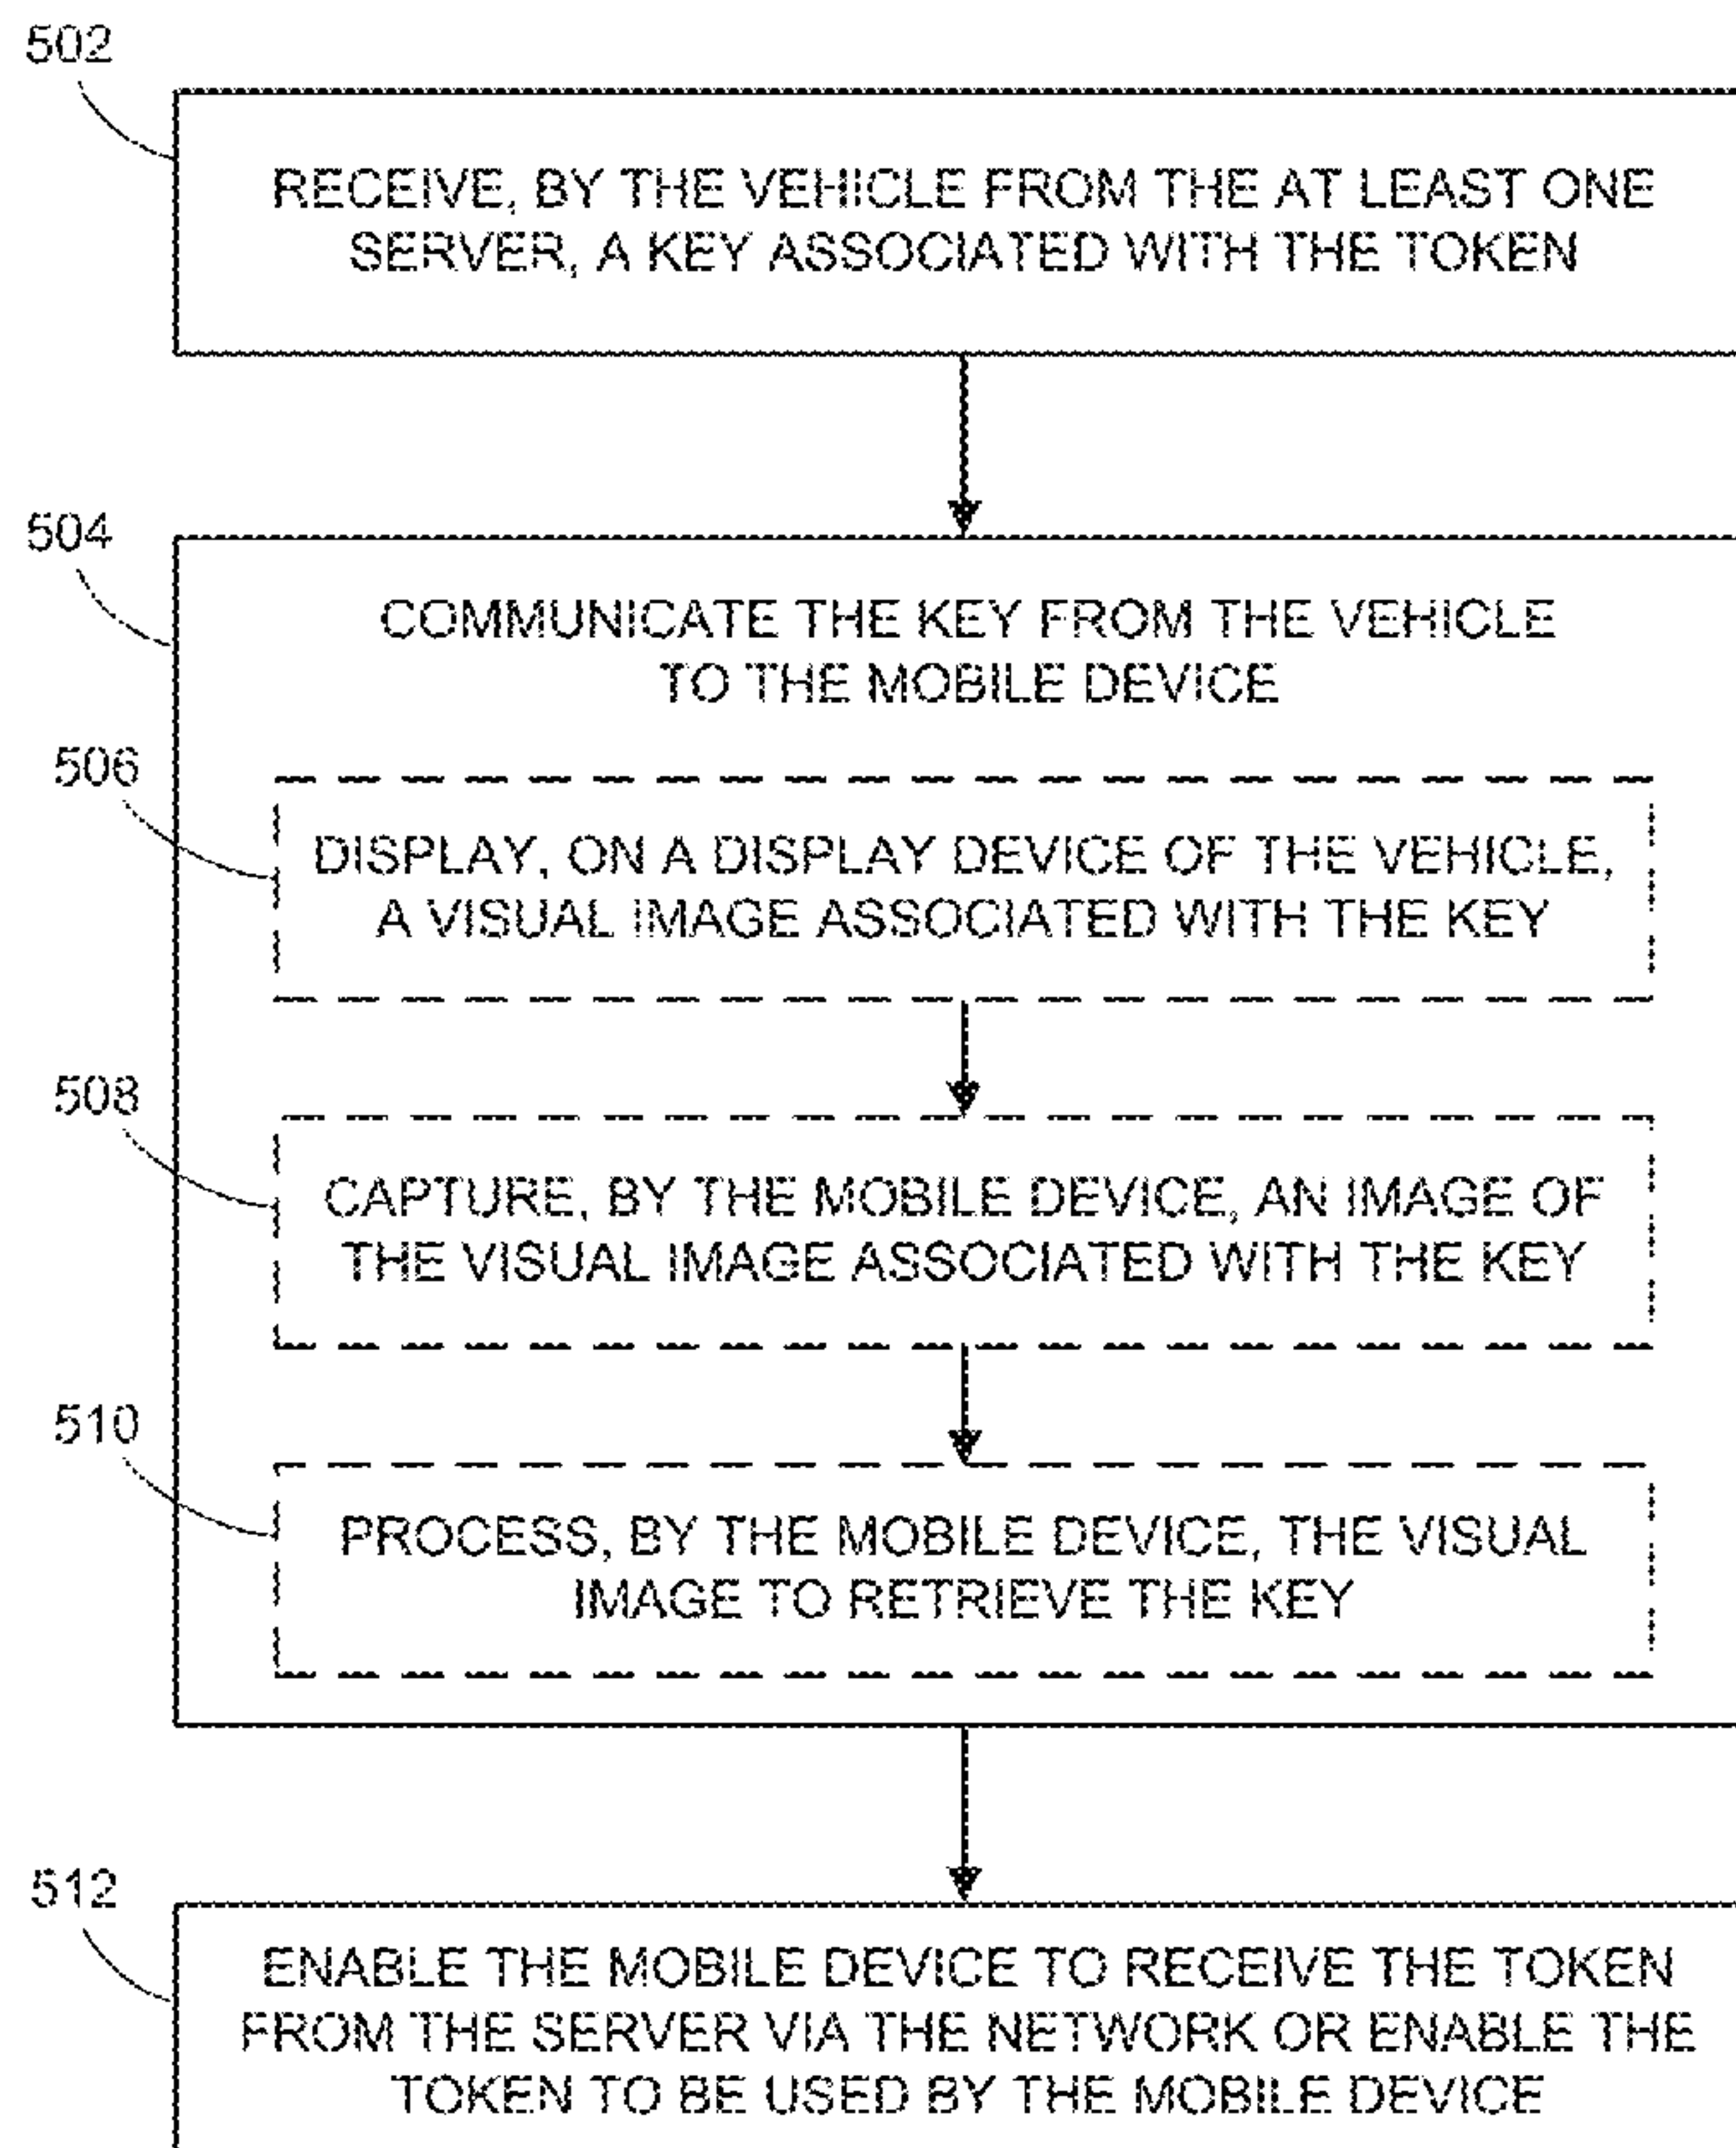 502
RECEIVE, BY THE VEHICLE FROM THE AT LEAST ONE
SERVER, A KEY ASSOCIATED WITH THE TOKEN
504
COMMUNICATE THE KEY FROM THE VEHICLE
TO THE MOBILE DEVICE
506
DISPLAY, ON A DISPLAY DEVICE OF THE VEHICLE,
A VISUAL IMAGE ASSOCIATED WITH THE KEY
508
CAPTURE, BY THE MOBILE DEVICE, AN IMAGE OF
THE VISUAL IMAGE ASSOCIATED WITH THE KEY
510
PROCESS, BY THE MOBILE DEVICE, THE VISUAL
IMAGE TO RETRIEVE THE KEY
512
ENABLE THE MOBILE DEVICE TO RECEIVE THE TOKEN
FROM THE SERVER VIA THE NETWORK OR ENABLE THE
TOKEN TO BE USED BY THE MOBILE DEVICE